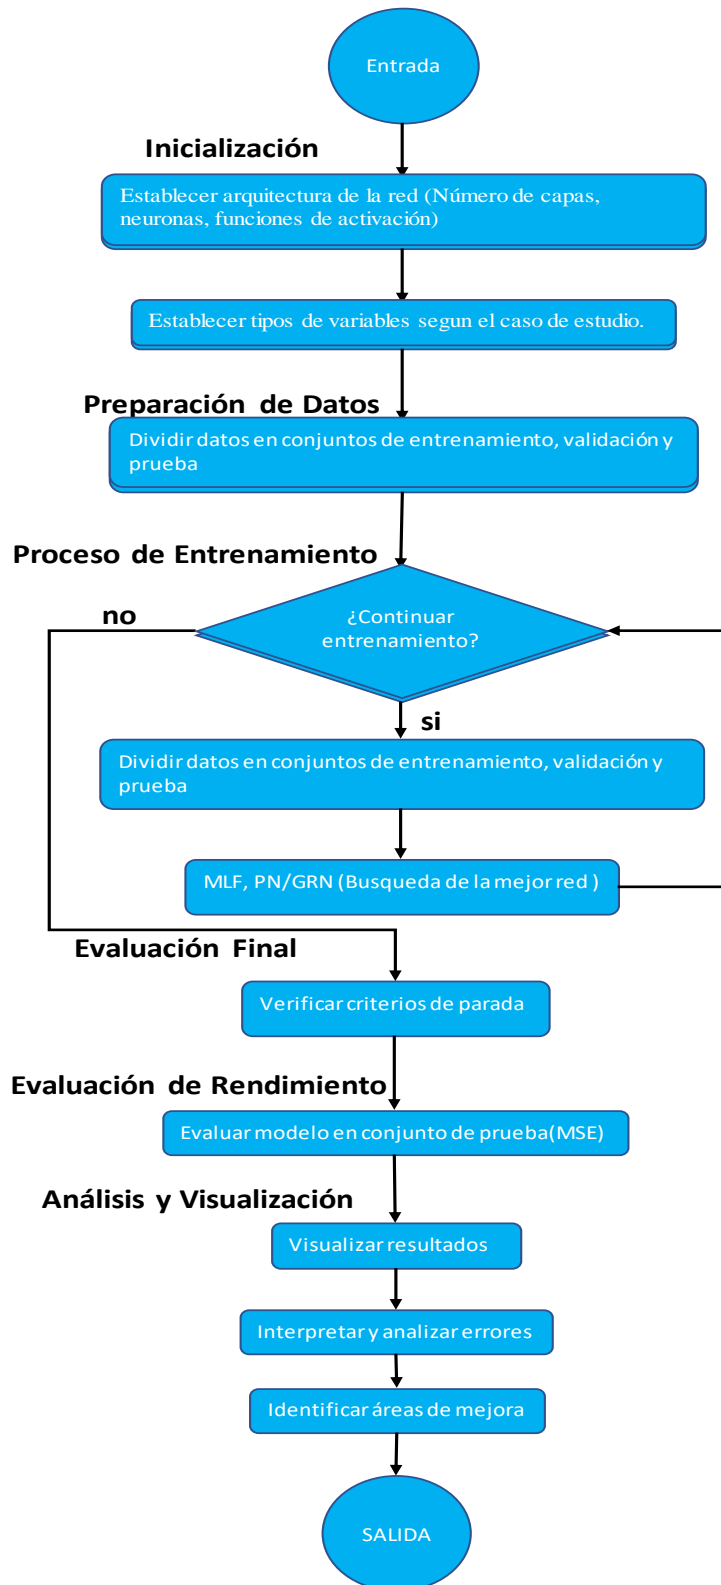 Entrada
Inicialización
Establecer arquitectura de la red (Número de capas,
neuronas, funciones de activación)
Establecer tipos de variables segun el caso de estudio.
Preparación de Datos
Dividir datos en conjuntos de entrenamiento, validación y
prueba
Proceso de Entrenamiento
no
¿Continuar
entrenamiento?
si
Dividir datos en conjuntos de entrenamiento, validación y
prueba
MLF, PN/GRN (Busqueda de la mejor red )
Evaluación Final
Verificar criterios de parada
Evaluación de Rendimiento
Evaluar modelo en conjunto de prueba(MSE)
Análisis y Visualización
Visualizar resultados
Interpretar y analizar errores
Identificar áreas de mejora
SALIDA